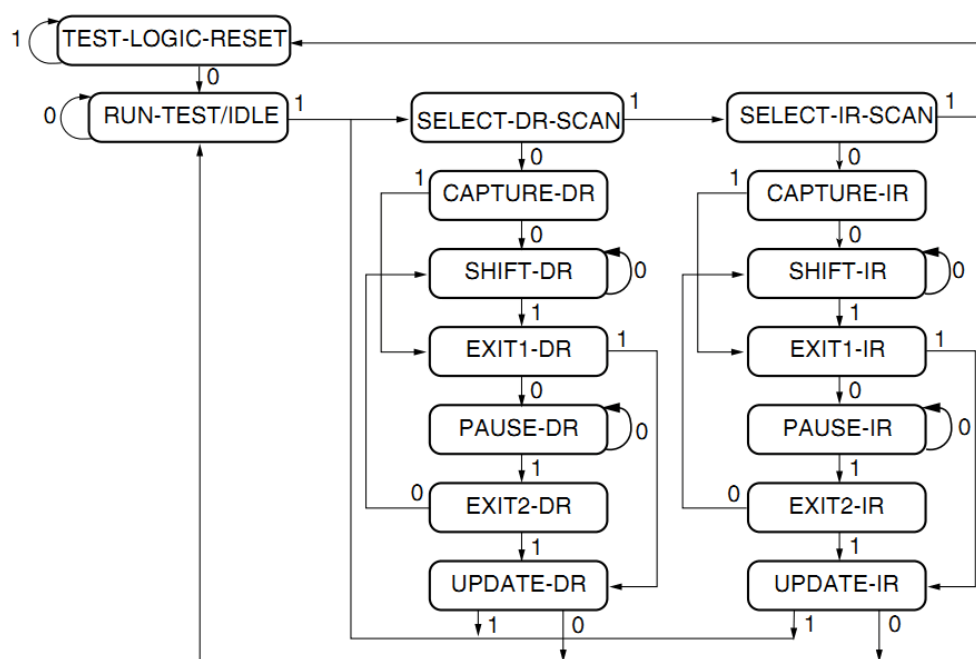 TEST-LOGIC-RESET
1
0
RUN-TEST/IDLE
0
1
SELECT-DR-SCAN
1
SELECT-IR-SCAN
1
0
0
1
CAPTURE-DR
1
CAPTURE-IR
0
0
SHIFT-DR
0
SHIFT-IR
0
1
1
EXIT1-DR
1
EXIT1-IR
1
0
0
PAUSE-DR
0
PAUSE-IR
0
1
1
0
EXIT2-DR
0
EXIT2-IR
1
1
UPDATE-DR
UPDATE-IR
1
0
1
0